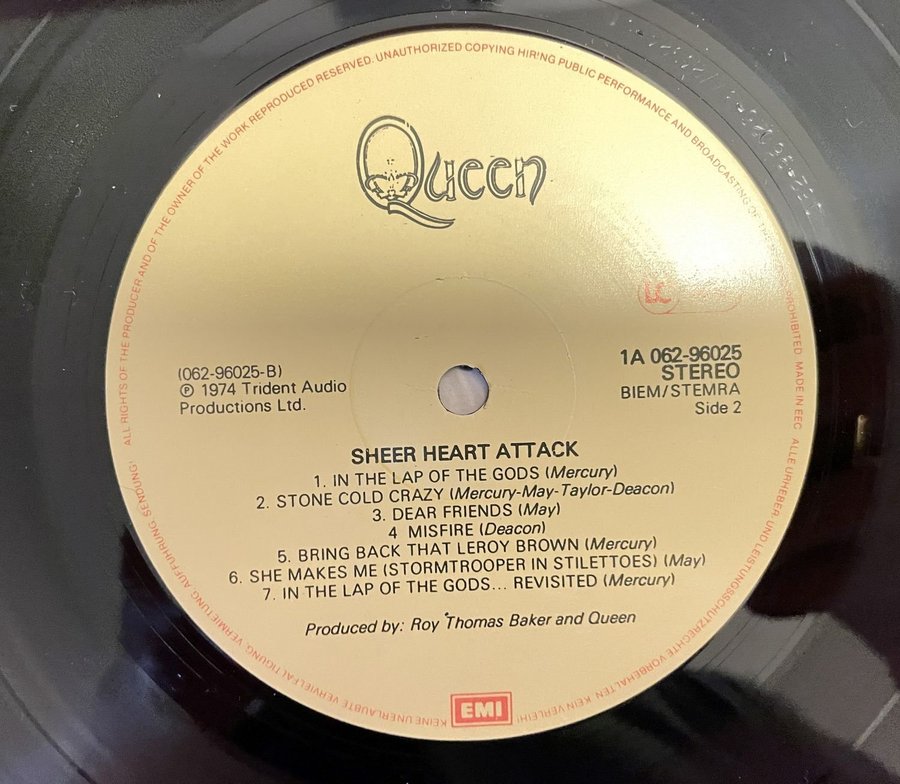 ALL RIGHTS OF THE PRODUCER AND OF THE OWNER OF THE WORK REPRODUCED RESERVED. UNAUTHORIZED COPYING HIRING PUBLIC PERFORMANCE AND BROADCASTING OF PROHIBITED. MADE IN EEC
Queen
LC
(062-96025-B)
℗ 1974 Trident Audio
Productions Ltd.
1A 062-96025
STEREO
BIEM/STEMRA
Side 2
SHEER HEART ATTACK
1. IN THE LAP OF THE GODS (Mercury)
2. STONE COLD CRAZY (Mercury-May-Taylor-Deacon)
3. DEAR FRIENDS (May)
4 MISFIRE (Deacon)
5. BRING BACK THAT LEROY BROWN (Mercury)
6. SHE MAKES ME (STORMTROOPER IN STILETTOES) (May)
7. IN THE LAP OF THE GODS... REVISITED (Mercury)
Produced by: Roy Thomas Baker and Queen
EMI
ALLE URHEBER- UND LEISTUNGSSCHUTZRECHTE VORBEHALTEN KEIN VERLEIH! KEINE UNERLAUBTE VERVIELFALTIGUNG, VERMIETUNG, AUFFUHRUNG, SENDUNG!